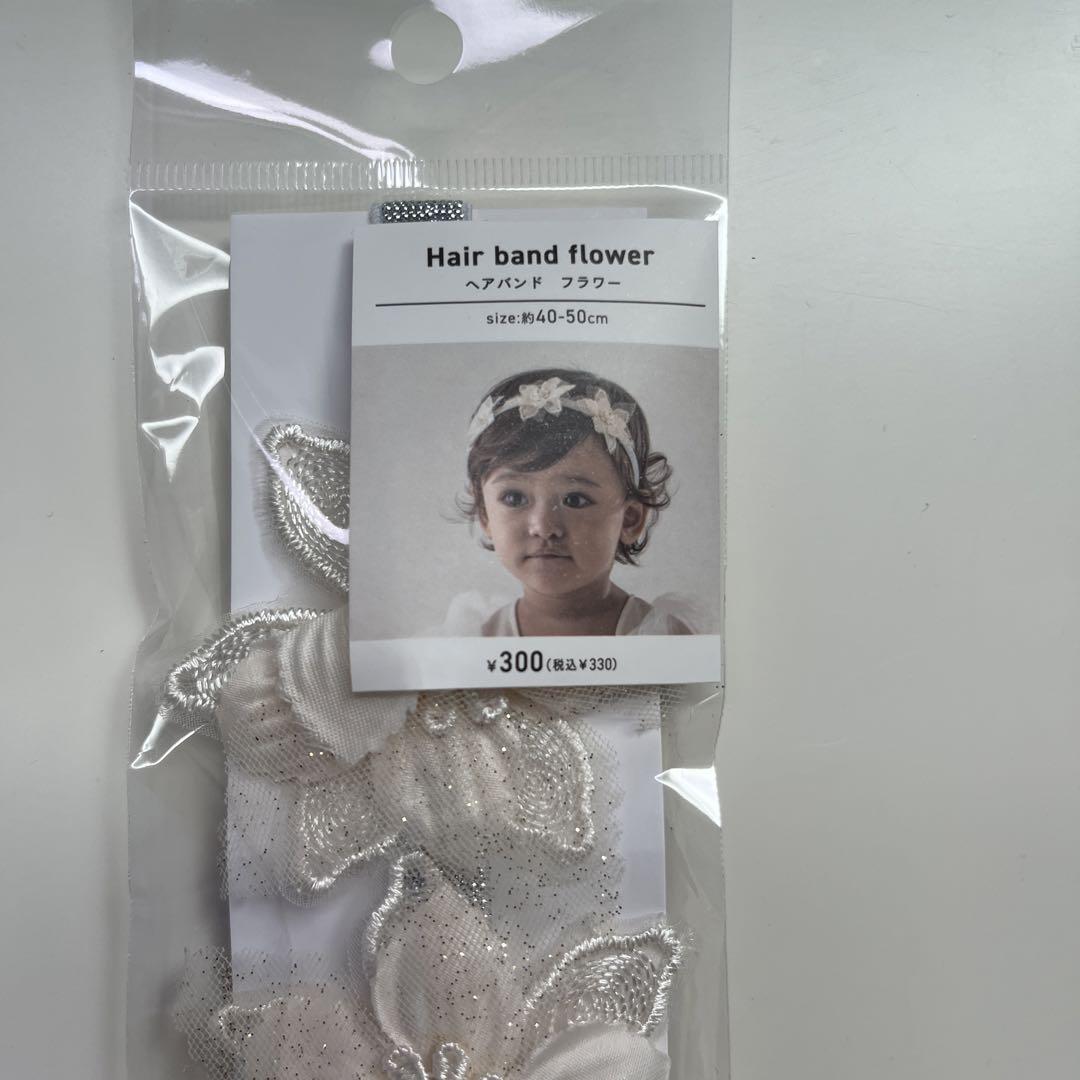 Hair band flower
ヘアバンド　フラワー
size:約40-50cm
¥300(税込¥330)